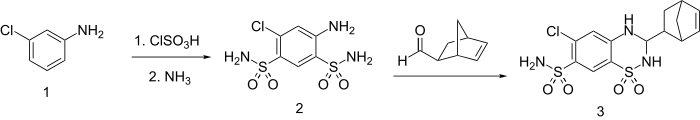 Cl
NH₂
1
1. ClSO₃H
2. NH₃
Cl
NH₂
H₂N
NH₂
S
S
O O
O O
2
O
H
Cl
H
N
H₂N
S
S
NH
O O
O O
3